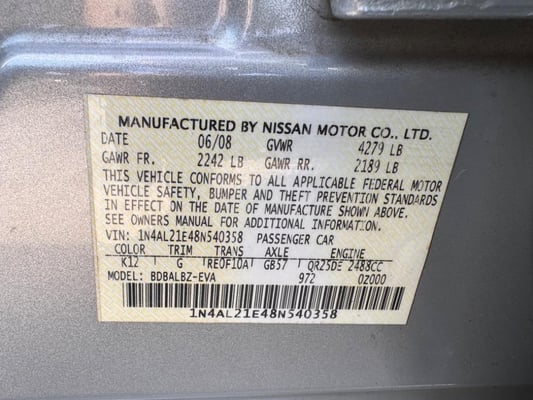 MANUFACTURED BY NISSAN MOTOR CO., LTD.
DATE 06/08 GVWR 4279 LB
GAWR FR. 2242 LB GAWR RR. 2189 LB
THIS VEHICLE CONFORMS TO ALL APPLICABLE FEDERAL MOTOR
VEHICLE SAFETY, BUMPER AND THEFT PREVENTION STANDARDS
IN EFFECT ON THE DATE OF MANUFACTURE SHOWN ABOVE.
SEE OWNERS MANUAL FOR ADDITIONAL INFORMATION.
VIN: 1N4AL21E48N540358 PASSENGER CAR
COLOR TRIM TRANS AXLE ENGINE
K12 G RE0F10A GB57 QR25DE 2488CC
MODEL: BDBALBZ-EVA 972 0Z000
1N4AL21E48N540358